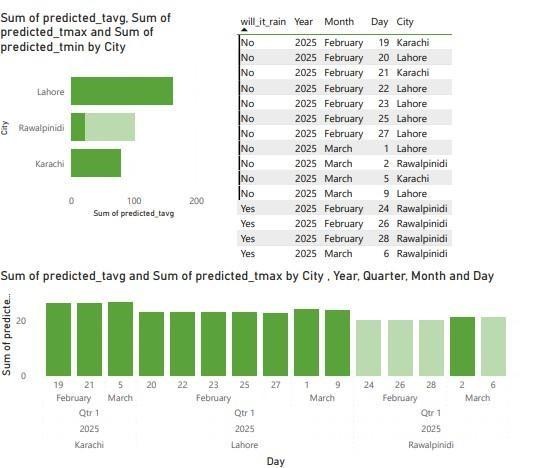 Sum of predicted_tavg, Sum of
predicted_tmax and Sum of
predicted_tmin by City
City
Lahore
Rawalpinidi
Karachi
0 100 200
Sum of predicted_tavg
will_it_rain Year Month Day City
No 2025 February 19 Karachi
No 2025 February 20 Lahore
No 2025 February 21 Karachi
No 2025 February 22 Lahore
No 2025 February 23 Lahore
No 2025 February 25 Lahore
No 2025 February 27 Lahore
No 2025 March 1 Lahore
No 2025 March 2 Rawalpinidi
No 2025 March 5 Karachi
No 2025 March 9 Lahore
Yes 2025 February 24 Rawalpinidi
Yes 2025 February 26 Rawalpinidi
Yes 2025 February 28 Rawalpinidi
Yes 2025 March 6 Rawalpinidi
Sum of predicted_tavg and Sum of predicted_tmax by City , Year, Quarter, Month and Day
Sum of predicte...
20
0
19 21 5 20 22 23 25 27 1 9 24 26 28 2 6
February March February March February March
Qtr 1 Qtr 1 Qtr 1
2025 2025 2025
Karachi Lahore Rawalpinidi
Day